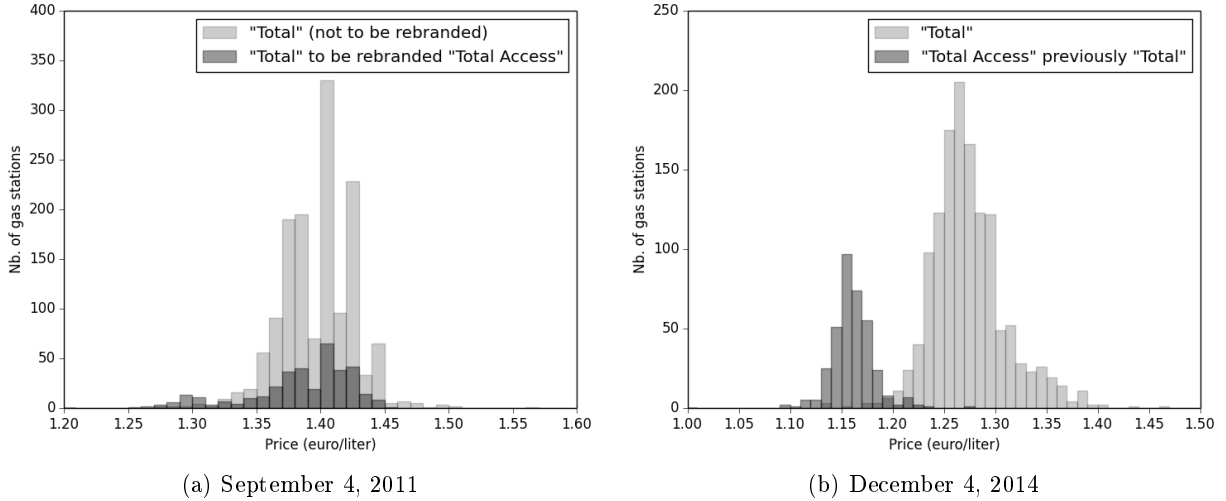 400
350
300
250
200
150
100
50
0
Nb. of gas stations
"Total" (not to be rebranded)
"Total" to be rebranded "Total Access"
1.20 1.25 1.30 1.35 1.40 1.45 1.50 1.55 1.60
Price (euro/liter)
(a) September 4, 2011
250
200
150
100
50
0
Nb. of gas stations
"Total"
"Total Access" previously "Total"
1.00 1.05 1.10 1.15 1.20 1.25 1.30 1.35 1.40 1.45 1.50
Price (euro/liter)
(b) December 4, 2014